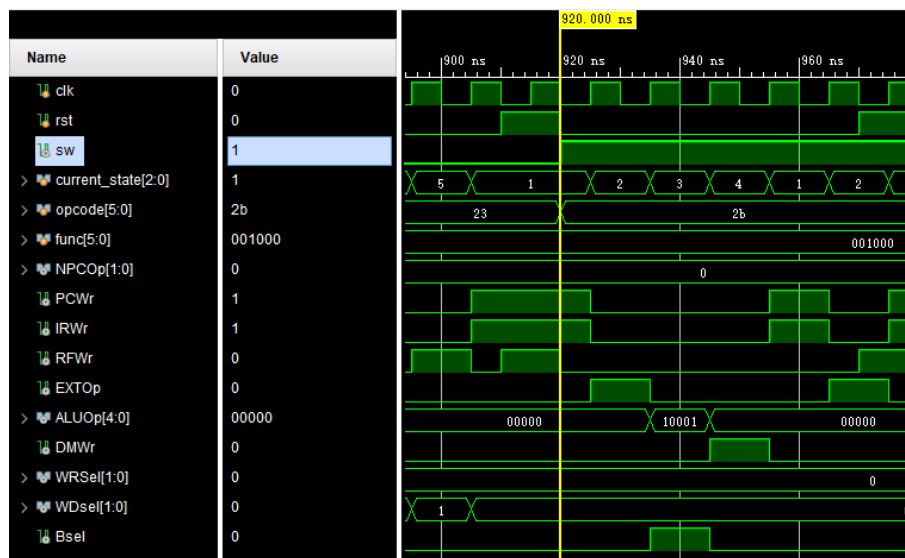 920.000 ns
Name Value
900 ns 920 ns 940 ns 960 ns
clk 0
rst 0
sw 1
current_state[2:0] 1 5 1 2 3 4 1 2
opcode[5:0] 2b 23 2b
func[5:0] 001000 001000
NPCOp[1:0] 0 0
PCWr 1
IRWr 1
RFWr 0
EXTOp 0
ALUOp[4:0] 00000 00000 10001 00000
DMWr 0
WRSel[1:0] 0 0
WDsel[1:0] 0 1
Bsel 0